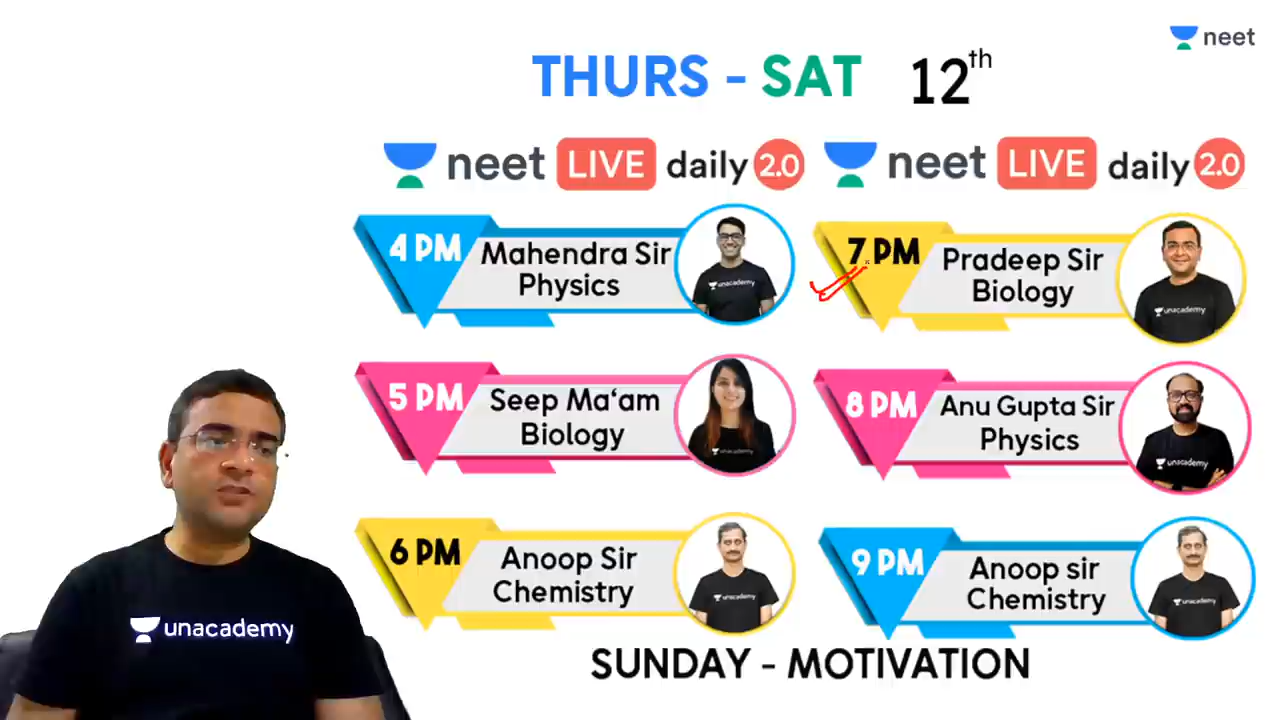 neet
THURS - SAT 12th
neet LIVE daily 2.0
neet LIVE daily 2.0
4 PM
Mahendra Sir
Physics
unacademy
7 PM
Pradeep Sir
Biology
unacademy
5 PM
Seep Ma‘am
Biology
unacademy
8 PM
Anu Gupta Sir
Physics
unacademy
6 PM
Anoop Sir
Chemistry
unacademy
9 PM
Anoop sir
Chemistry
unacademy
unacademy
SUNDAY - MOTIVATION